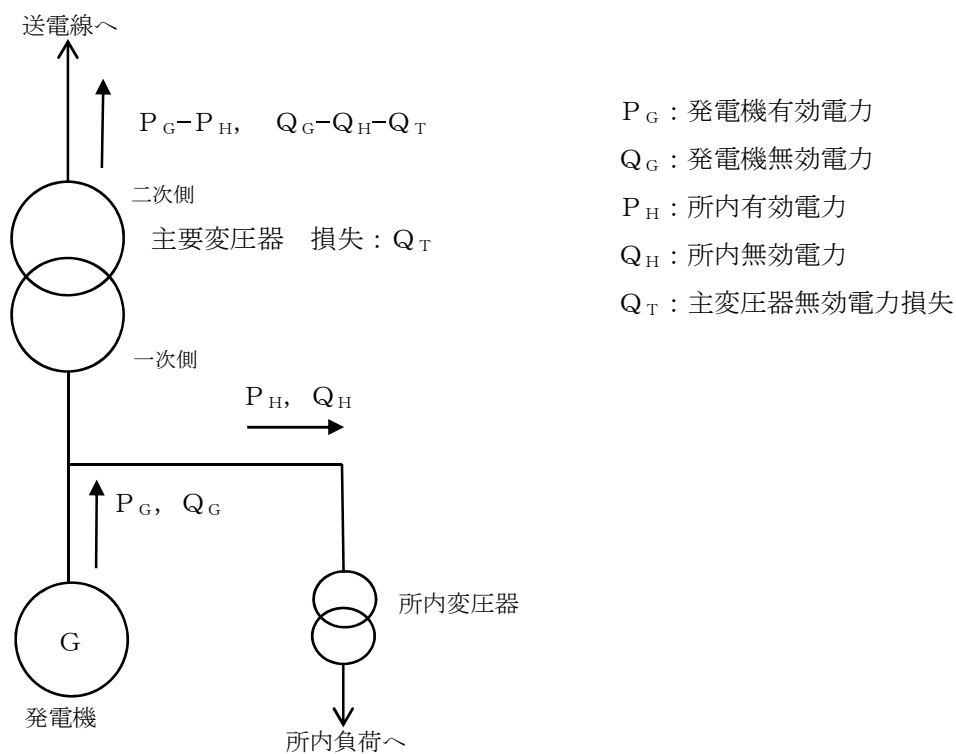 送電線へ
P_G−P_H, Q_G−Q_H−Q_T
二次側
主要変圧器 損失：Q_T
一次側
P_H, Q_H
P_G, Q_G
G
発電機
所内変圧器
所内負荷へ
P_G：発電機有効電力
Q_G：発電機無効電力
P_H：所内有効電力
Q_H：所内無効電力
Q_T：主変圧器無効電力損失